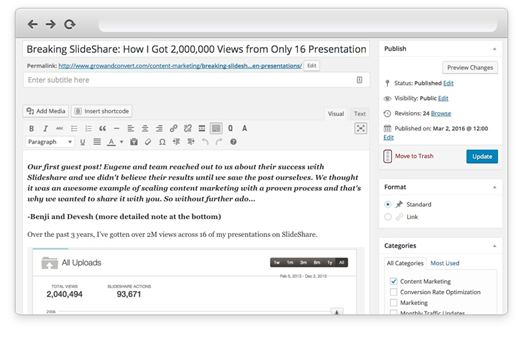 Breaking SlideShare: How I Got 2,000,000 Views from Only 16 Presentation
Permalink: http://www.growandconvert.com/content-marketing/breaking-slidesh…en-presentations/ Edit
Enter subtitle here
Add Media
Insert shortcode
Visual
Text
B I ABC
Q A
Paragraph
U A
Our first guest post! Eugene and team reached out to us about their success with
Slideshare and we didn't believe their results until we saw the post ourselves. We thought
it was an awesome example of scaling content marketing with a proven process and that's
why we wanted to share it with you. So without further ado...
-Benji and Devesh (more detailed note at the bottom)
Over the past 3 years, I've gotten over 2M views across 16 of my presentations on SlideShare.
All Uploads
1w 1m 3m 6m 1y All
TOTAL VIEWS
2,040,494
SLIDESHARE ACTIONS
93,671
200k
Publish
Preview Changes
Status: Published Edit
Visibility: Public Edit
Revisions: 24 Browse
Published on: Mar 2, 2016 @ 12:00
Edit
Move to Trash
Update
Format
Standard
Link
Categories
All Categories
Most Used
Content Marketing
Conversion Rate Optimization
Marketing
Monthly Traffic Updates